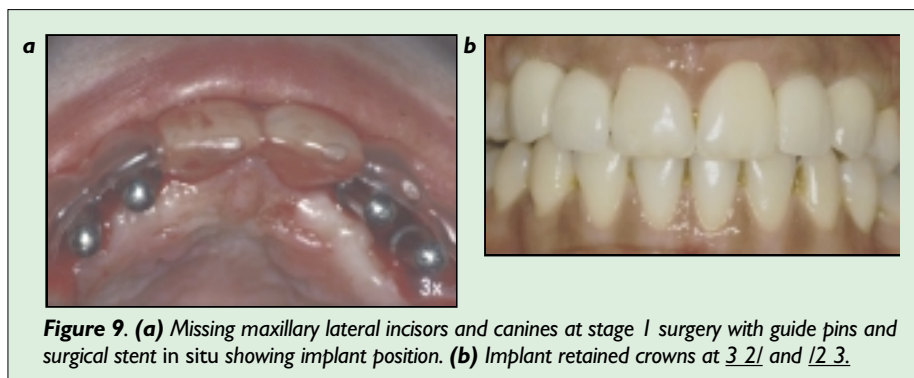 a
b
3x
Figure 9. (a) Missing maxillary lateral incisors and canines at stage 1 surgery with guide pins and
surgical stent in situ showing implant position. (b) Implant retained crowns at 3 2/ and /2 3.